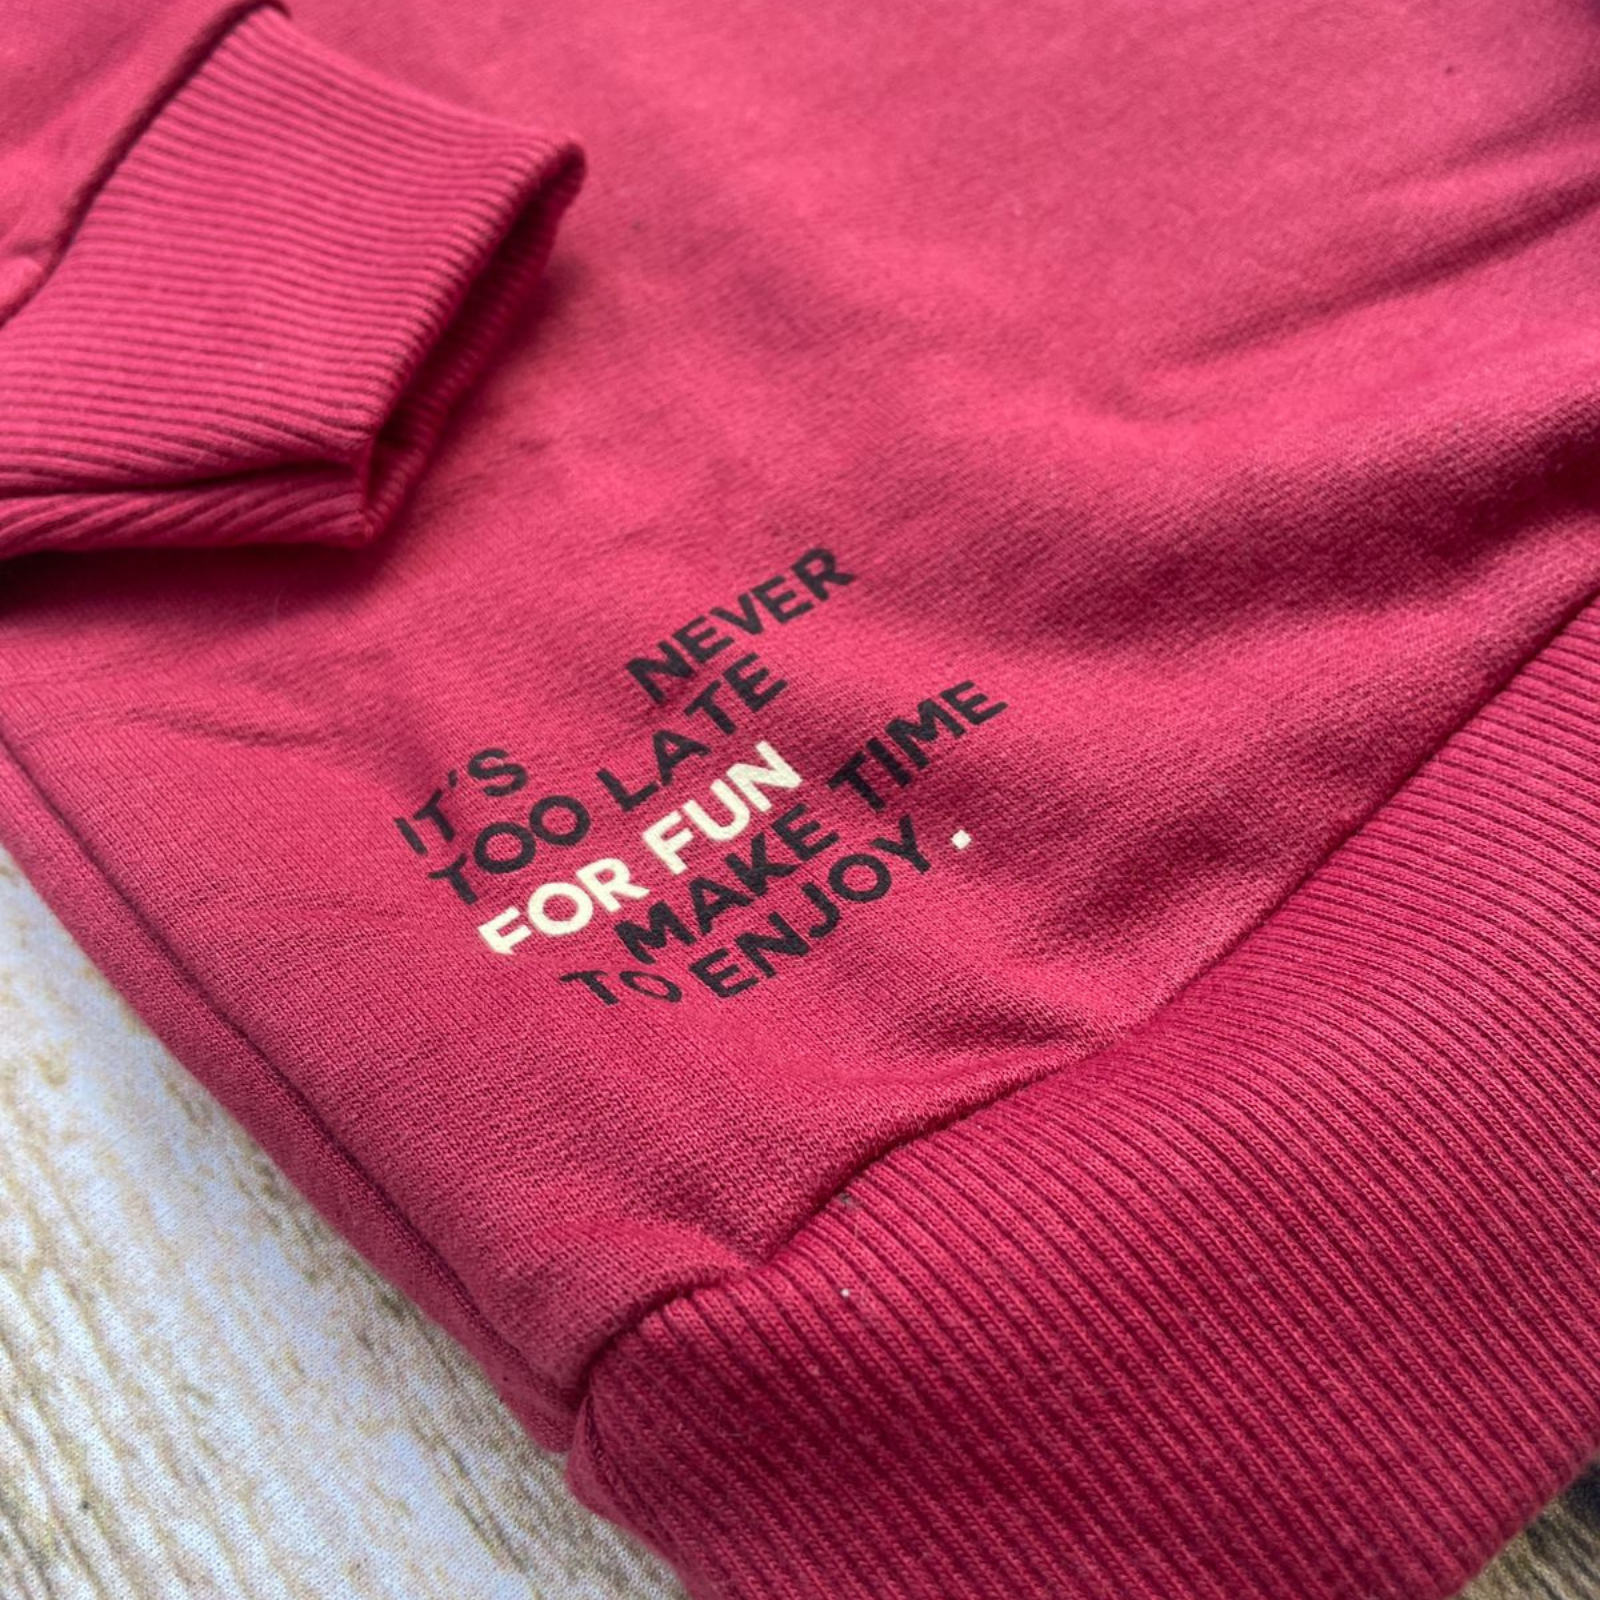 IT'S NEVER
TOO LATE
FOR FUN
MAKE TIME
TO ENJOY .